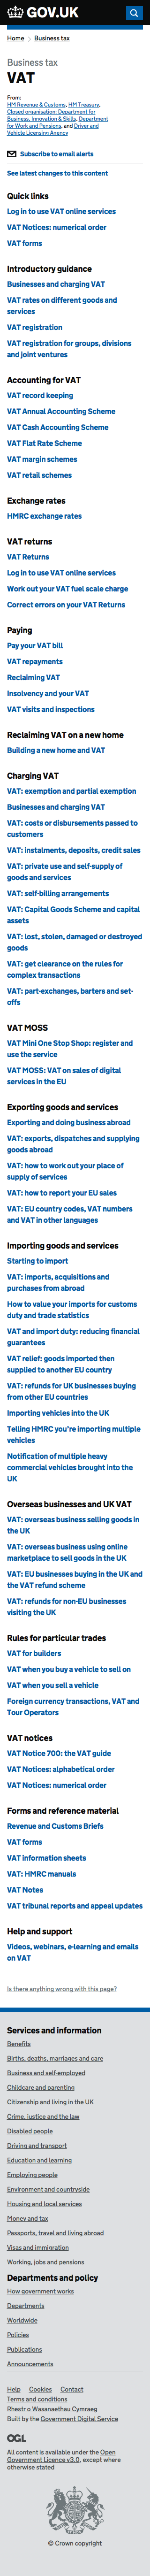 GOV.UK
Home > Business tax
Business tax
VAT
From:
HM Revenue & Customs, HM Treasury,
Closed organisation: Department for
Business, Innovation & Skills, Department
for Work and Pensions, and Driver and
Vehicle Licensing Agency
Subscribe to email alerts
See latest changes to this content
Quick links
Log in to use VAT online services
VAT Notices: numerical order
VAT forms
Introductory guidance
Businesses and charging VAT
VAT rates on different goods and
services
VAT registration
VAT registration for groups, divisions
and joint ventures
Accounting for VAT
VAT record keeping
VAT Annual Accounting Scheme
VAT Cash Accounting Scheme
VAT Flat Rate Scheme
VAT margin schemes
VAT retail schemes
Exchange rates
HMRC exchange rates
VAT returns
VAT Returns
Log in to use VAT online services
Work out your VAT fuel scale charge
Correct errors on your VAT Returns
Paying
Pay your VAT bill
VAT repayments
Reclaiming VAT
Insolvency and your VAT
VAT visits and inspections
Reclaiming VAT on a new home
Building a new home and VAT
Charging VAT
VAT: exemption and partial exemption
Businesses and charging VAT
VAT: costs or disbursements passed to
customers
VAT: instalments, deposits, credit sales
VAT: private use and self-supply of
goods and services
VAT: self-billing arrangements
VAT: Capital Goods Scheme and capital
assets
VAT: lost, stolen, damaged or destroyed
goods
VAT: get clearance on the rules for
complex transactions
VAT: part-exchanges, barters and set-
offs
VAT MOSS
VAT Mini One Stop Shop: register and
use the service
VAT MOSS: VAT on sales of digital
services in the EU
Exporting goods and services
Exporting and doing business abroad
VAT: exports, dispatches and supplying
goods abroad
VAT: how to work out your place of
supply of services
VAT: how to report your EU sales
VAT: EU country codes, VAT numbers
and VAT in other languages
Importing goods and services
Starting to import
VAT: imports, acquisitions and
purchases from abroad
How to value your imports for customs
duty and trade statistics
VAT and import duty: reducing financial
guarantees
VAT relief: goods imported then
supplied to another EU country
VAT: refunds for UK businesses buying
from other EU countries
Importing vehicles into the UK
Telling HMRC you're importing multiple
vehicles
Notification of multiple heavy
commercial vehicles brought into the
UK
Overseas businesses and UK VAT
VAT: overseas business selling goods in
the UK
VAT: overseas business using online
marketplace to sell goods in the UK
VAT: EU businesses buying in the UK and
the VAT refund scheme
VAT: refunds for non-EU businesses
visiting the UK
Rules for particular trades
VAT for builders
VAT when you buy a vehicle to sell on
VAT when you sell a vehicle
Foreign currency transactions, VAT and
Tour Operators
VAT notices
VAT Notice 700: the VAT guide
VAT Notices: alphabetical order
VAT Notices: numerical order
Forms and reference material
Revenue and Customs Briefs
VAT forms
VAT information sheets
VAT: HMRC manuals
VAT Notes
VAT tribunal reports and appeal updates
Help and support
Videos, webinars, e-learning and emails
on VAT
Is there anything wrong with this page?
Services and information
Benefits
Births, deaths, marriages and care
Business and self-employed
Childcare and parenting
Citizenship and living in the UK
Crime, justice and the law
Disabled people
Driving and transport
Education and learning
Employing people
Environment and countryside
Housing and local services
Money and tax
Passports, travel and living abroad
Visas and immigration
Working, jobs and pensions
Departments and policy
How government works
Departments
Worldwide
Policies
Publications
Announcements
Help Cookies Contact
Terms and conditions
Rhestr o Wasanaethau Cymraeg
Built by the Government Digital Service
OGL
All content is available under the Open
Government Licence v3.0, except where
otherwise stated
© Crown copyright